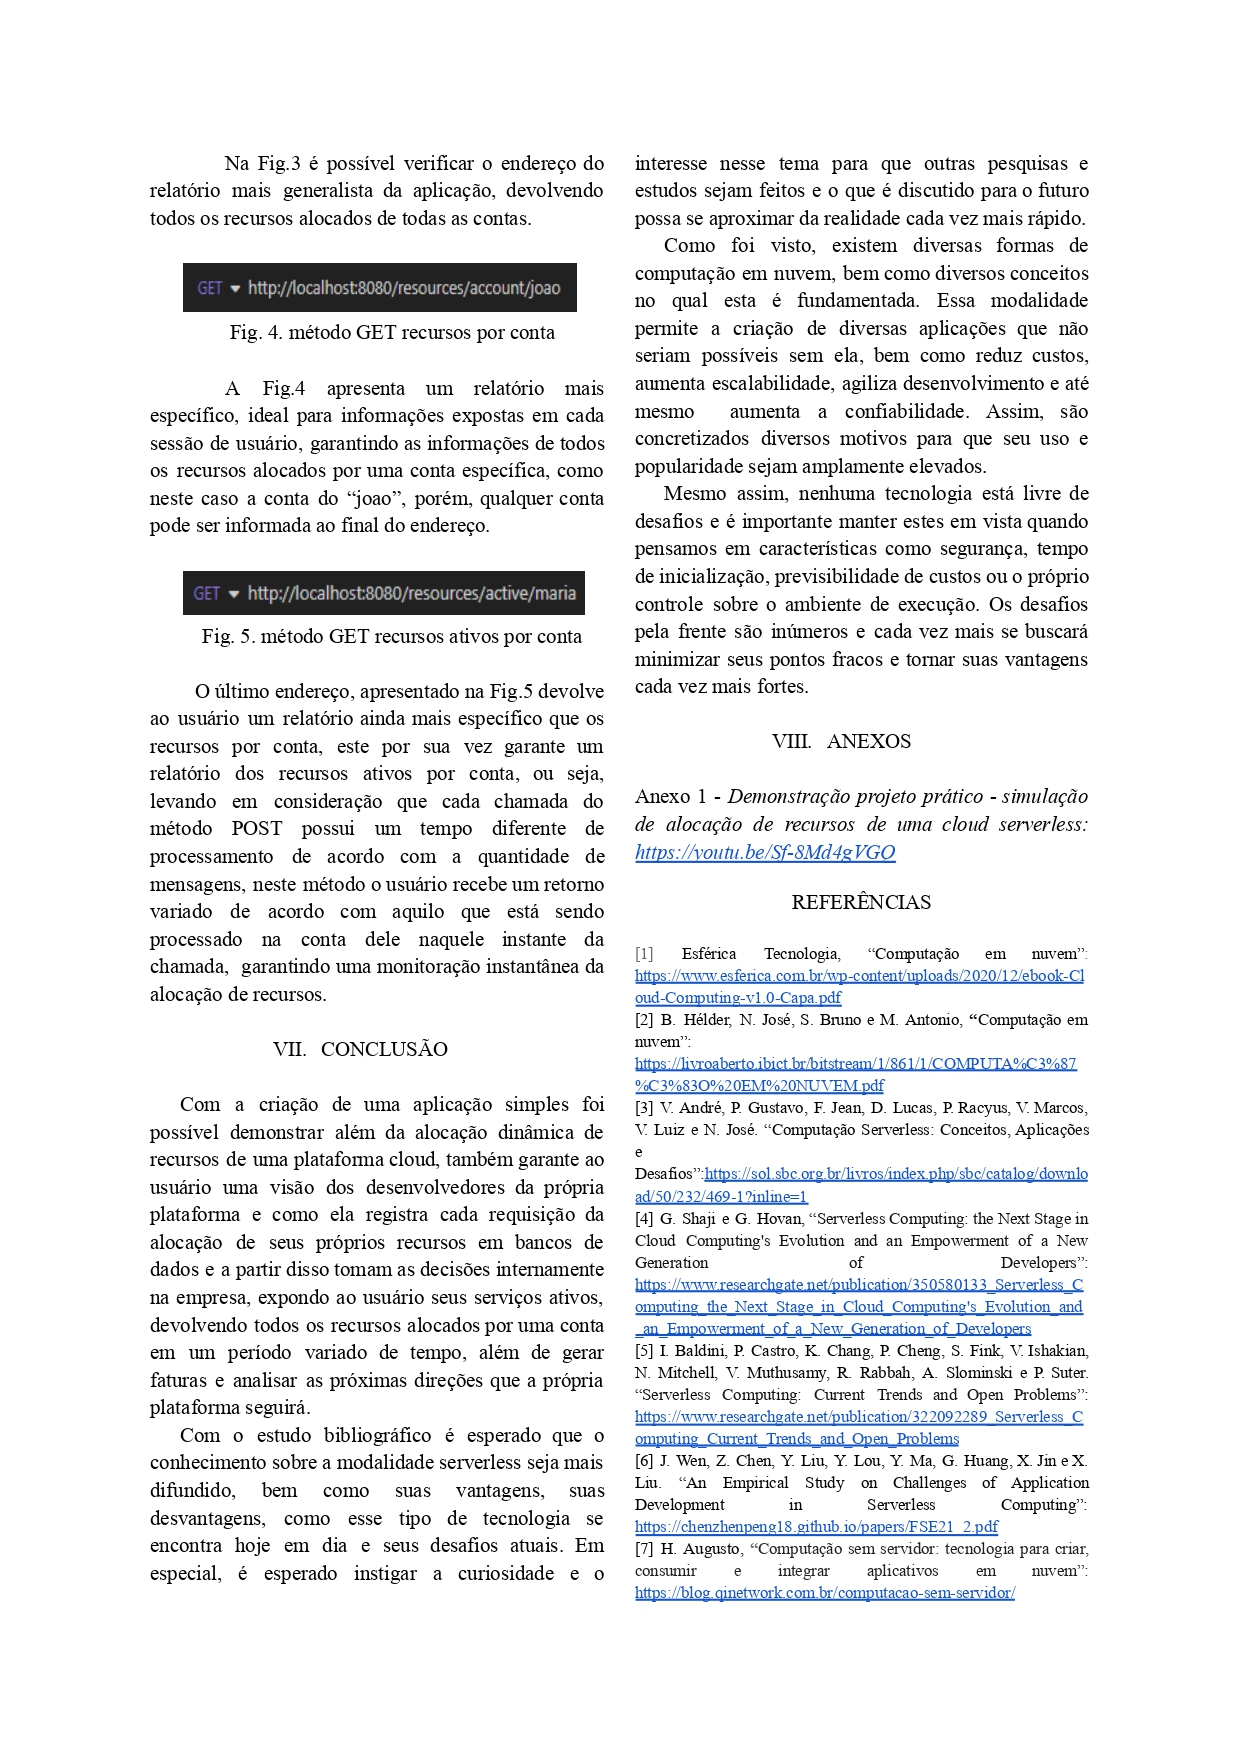 Na Fig.3 é possível verificar o endereço do
relatório mais generalista da aplicação, devolvendo
todos os recursos alocados de todas as contas.
GET http://localhost:8080/resources/account/joao
Fig. 4. método GET recursos por conta
A Fig.4 apresenta um relatório mais
específico, ideal para informações expostas em cada
sessão de usuário, garantindo as informações de todos
os recursos alocados por uma conta específica, como
neste caso a conta do “joao”, porém, qualquer conta
pode ser informada ao final do endereço.
GET http://localhost:8080/resources/active/maria
Fig. 5. método GET recursos ativos por conta
O último endereço, apresentado na Fig.5 devolve
ao usuário um relatório ainda mais específico que os
recursos por conta, este por sua vez garante um
relatório dos recursos ativos por conta, ou seja,
levando em consideração que cada chamada do
método POST possui um tempo diferente de
processamento de acordo com a quantidade de
mensagens, neste método o usuário recebe um retorno
variado de acordo com aquilo que está sendo
processado na conta dele naquele instante da
chamada, garantindo uma monitoração instantânea da
alocação de recursos.
VII. CONCLUSÃO
Com a criação de uma aplicação simples foi
possível demonstrar além da alocação dinâmica de
recursos de uma plataforma cloud, também garante ao
usuário uma visão dos desenvolvedores da própria
plataforma e como ela registra cada requisição da
alocação de seus próprios recursos em bancos de
dados e a partir disso tomam as decisões internamente
na empresa, expondo ao usuário seus serviços ativos,
devolvendo todos os recursos alocados por uma conta
em um período variado de tempo, além de gerar
faturas e analisar as próximas direções que a própria
plataforma seguirá.
Com o estudo bibliográfico é esperado que o
conhecimento sobre a modalidade serverless seja mais
difundido, bem como suas vantagens, suas
desvantagens, como esse tipo de tecnologia se
encontra hoje em dia e seus desafios atuais. Em
especial, é esperado instigar a curiosidade e o
interesse nesse tema para que outras pesquisas e
estudos sejam feitos e o que é discutido para o futuro
possa se aproximar da realidade cada vez mais rápido.
Como foi visto, existem diversas formas de
computação em nuvem, bem como diversos conceitos
no qual esta é fundamentada. Essa modalidade
permite a criação de diversas aplicações que não
seriam possíveis sem ela, bem como reduz custos,
aumenta escalabilidade, agiliza desenvolvimento e até
mesmo aumenta a confiabilidade. Assim, são
concretizados diversos motivos para que seu uso e
popularidade sejam amplamente elevados.
Mesmo assim, nenhuma tecnologia está livre de
desafios e é importante manter estes em vista quando
pensamos em características como segurança, tempo
de inicialização, previsibilidade de custos ou o próprio
controle sobre o ambiente de execução. Os desafios
pela frente são inúmeros e cada vez mais se buscará
minimizar seus pontos fracos e tornar suas vantagens
cada vez mais fortes.
VIII. ANEXOS
Anexo 1 - Demonstração projeto prático - simulação
de alocação de recursos de uma cloud serverless:
https://youtu.be/Sf-8Md4gVGO
REFERÊNCIAS
[1] Esférica Tecnologia, “Computação em nuvem”:
https://www.esferica.com.br/wp-content/uploads/2020/12/ebook-Cl
oud-Computing-v1.0-Capa.pdf
[2] B. Hélder, N. José, S. Bruno e M. Antonio, “Computação em
nuvem”:
https://livroaberto.ibict.br/bitstream/1/861/1/COMPUTA%C3%87
%C3%83O%20EM%20NUVEM.pdf
[3] V. André, P. Gustavo, F. Jean, D. Lucas, P. Racyus, V. Marcos,
V. Luiz e N. José. “Computação Serverless: Conceitos, Aplicações
e
Desafios”:https://sol.sbc.org.br/livros/index.php/sbc/catalog/downlo
ad/50/232/469-1?inline=1
[4] G. Shaji e G. Hovan, “Serverless Computing: the Next Stage in
Cloud Computing's Evolution and an Empowerment of a New
Generation of Developers”:
https://www.researchgate.net/publication/350580133_Serverless_C
omputing_the_Next_Stage_in_Cloud_Computing's_Evolution_and
_an_Empowerment_of_a_New_Generation_of_Developers
[5] I. Baldini, P. Castro, K. Chang, P. Cheng, S. Fink, V. Ishakian,
N. Mitchell, V. Muthusamy, R. Rabbah, A. Slominski e P. Suter.
“Serverless Computing: Current Trends and Open Problems”:
https://www.researchgate.net/publication/322092289_Serverless_C
omputing_Current_Trends_and_Open_Problems
[6] J. Wen, Z. Chen, Y. Liu, Y. Lou, Y. Ma, G. Huang, X. Jin e X.
Liu. “An Empirical Study on Challenges of Application
Development in Serverless Computing”:
https://chenzhenpeng18.github.io/papers/FSE21_2.pdf
[7] H. Augusto, “Computação sem servidor: tecnologia para criar,
consumir e integrar aplicativos em nuvem”:
https://blog.qinetwork.com.br/computacao-sem-servidor/